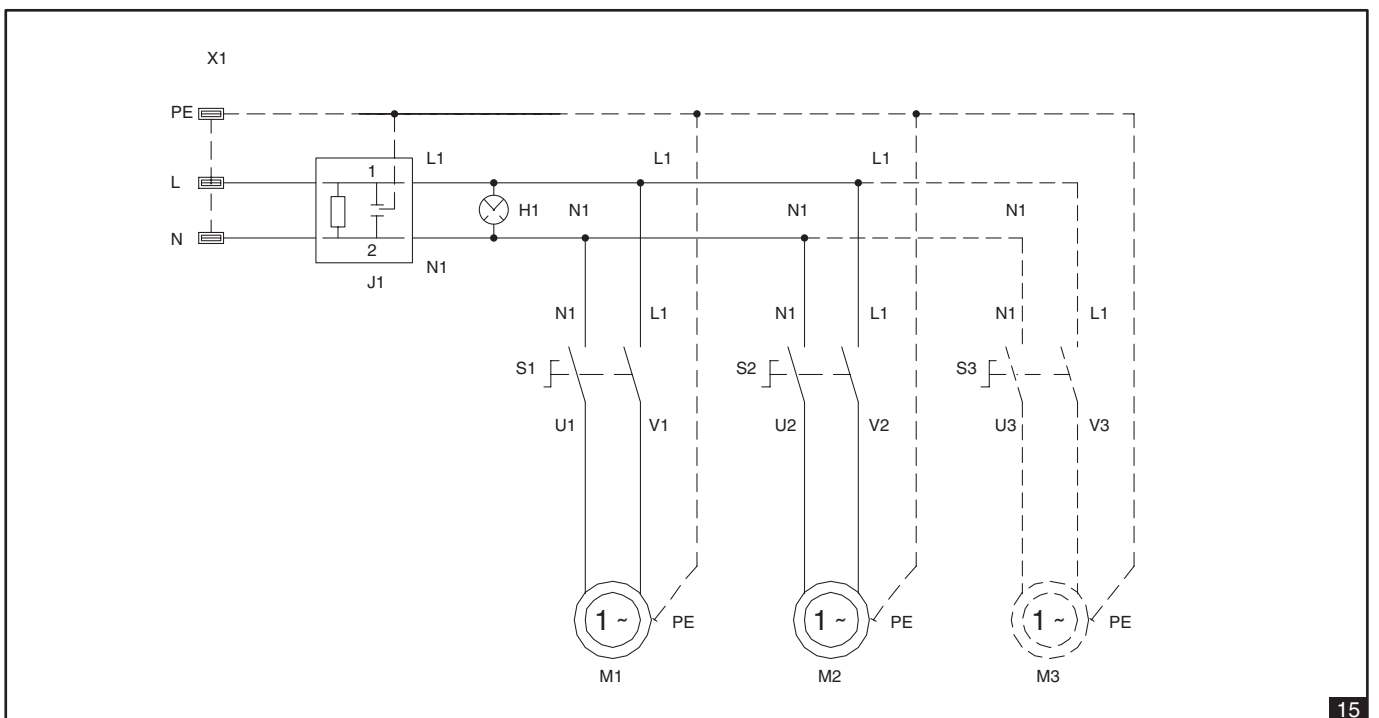 X1
PE
L1 L1 L1
L 1
H1 N1 N1 N1
N 2
N1
J1
N1 L1 N1 L1 N1 L1
S1 S2 S3
U1 V1 U2 V2 U3 V3
1 ~ PE 1 ~ PE 1 ~ PE
M1 M2 M3
15